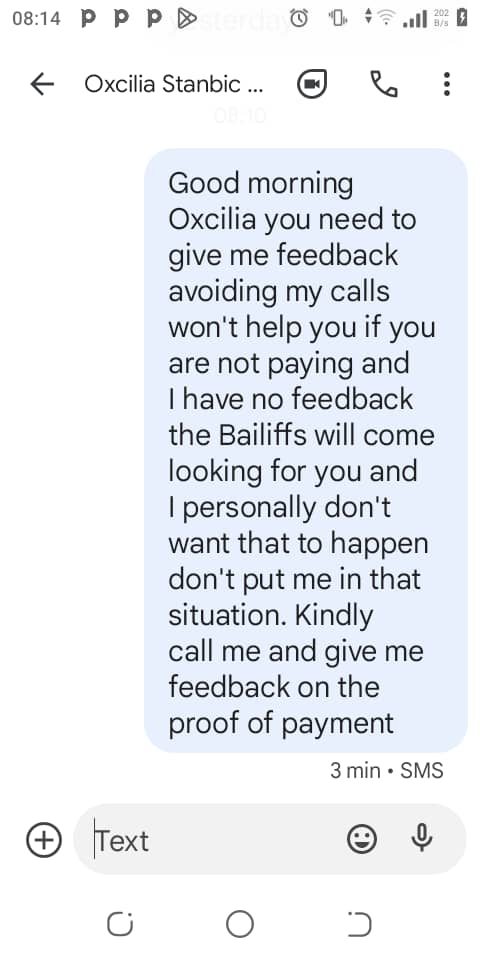 08:14
yesterday
202
B/s
Oxcilia Stanbic ...
08:10
Good morning
Oxcilia you need to
give me feedback
avoiding my calls
won't help you if you
are not paying and
I have no feedback
the Bailiffs will come
looking for you and
I personally don't
want that to happen
don't put me in that
situation. Kindly
call me and give me
feedback on the
proof of payment
3 min • SMS
Text